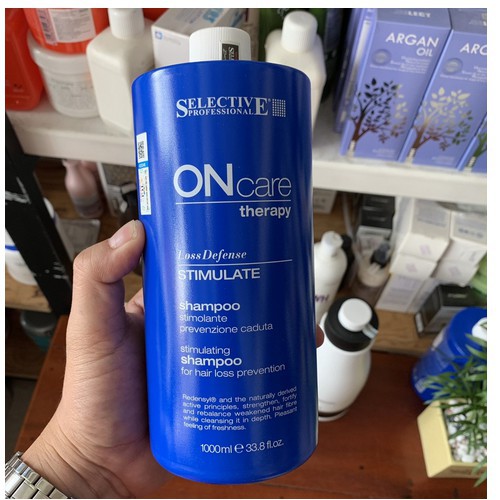 SELECTIVE
PROFESSIONAL
ONcare
therapy
Loss Defense
STIMULATE
shampoo
stimolante
prevenzione caduta
stimulating
shampoo
for hair loss prevention
Redensyl® and the naturally derived
active principles, strengthen, fortify
and rebalance weakened hair fibre
while cleansing it in depth. Pleasant
feeling of freshness.
1000ml e 33.8 fl.oz.
ARGAN
OIL